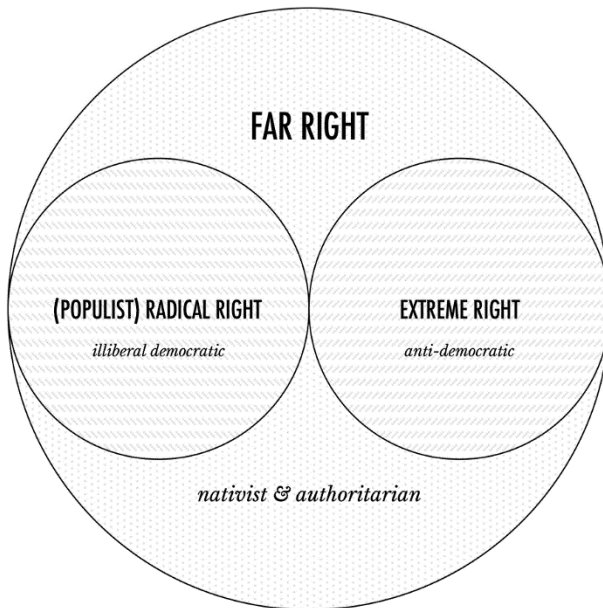 FAR RIGHT
(POPULIST) RADICAL RIGHT
illiberal democratic
EXTREME RIGHT
anti-democratic
nativist & authoritarian